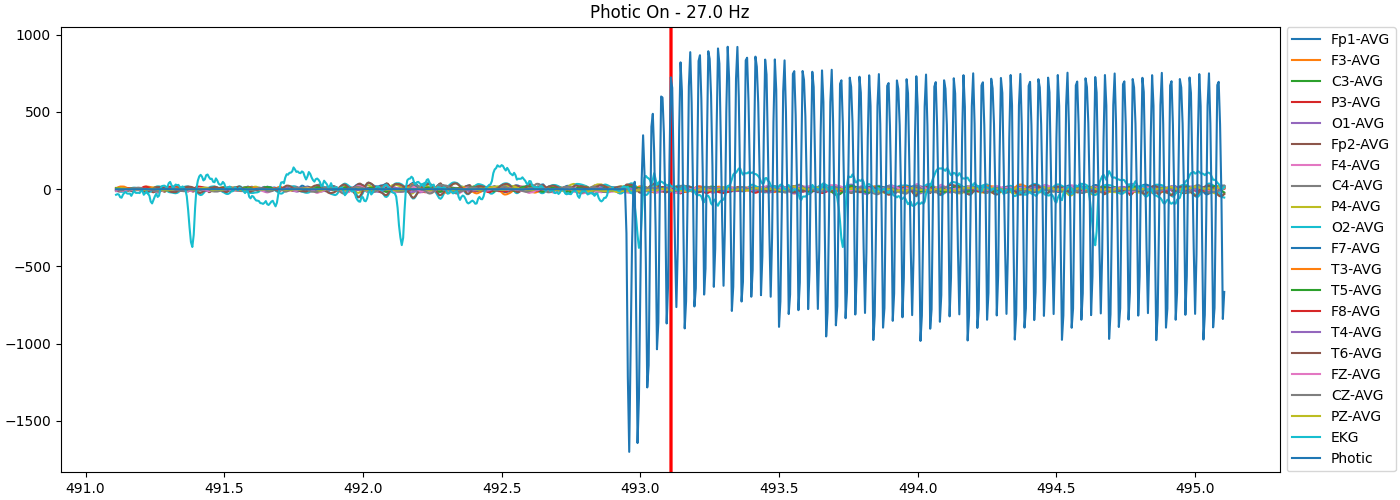 Photic On - 27.0 Hz
1000
500
0
−500
−1000
−1500
491.0 491.5 492.0 492.5 493.0 493.5 494.0 494.5 495.0
Fp1-AVG
F3-AVG
C3-AVG
P3-AVG
O1-AVG
Fp2-AVG
F4-AVG
C4-AVG
P4-AVG
O2-AVG
F7-AVG
T3-AVG
T5-AVG
F8-AVG
T4-AVG
T6-AVG
FZ-AVG
CZ-AVG
PZ-AVG
EKG
Photic